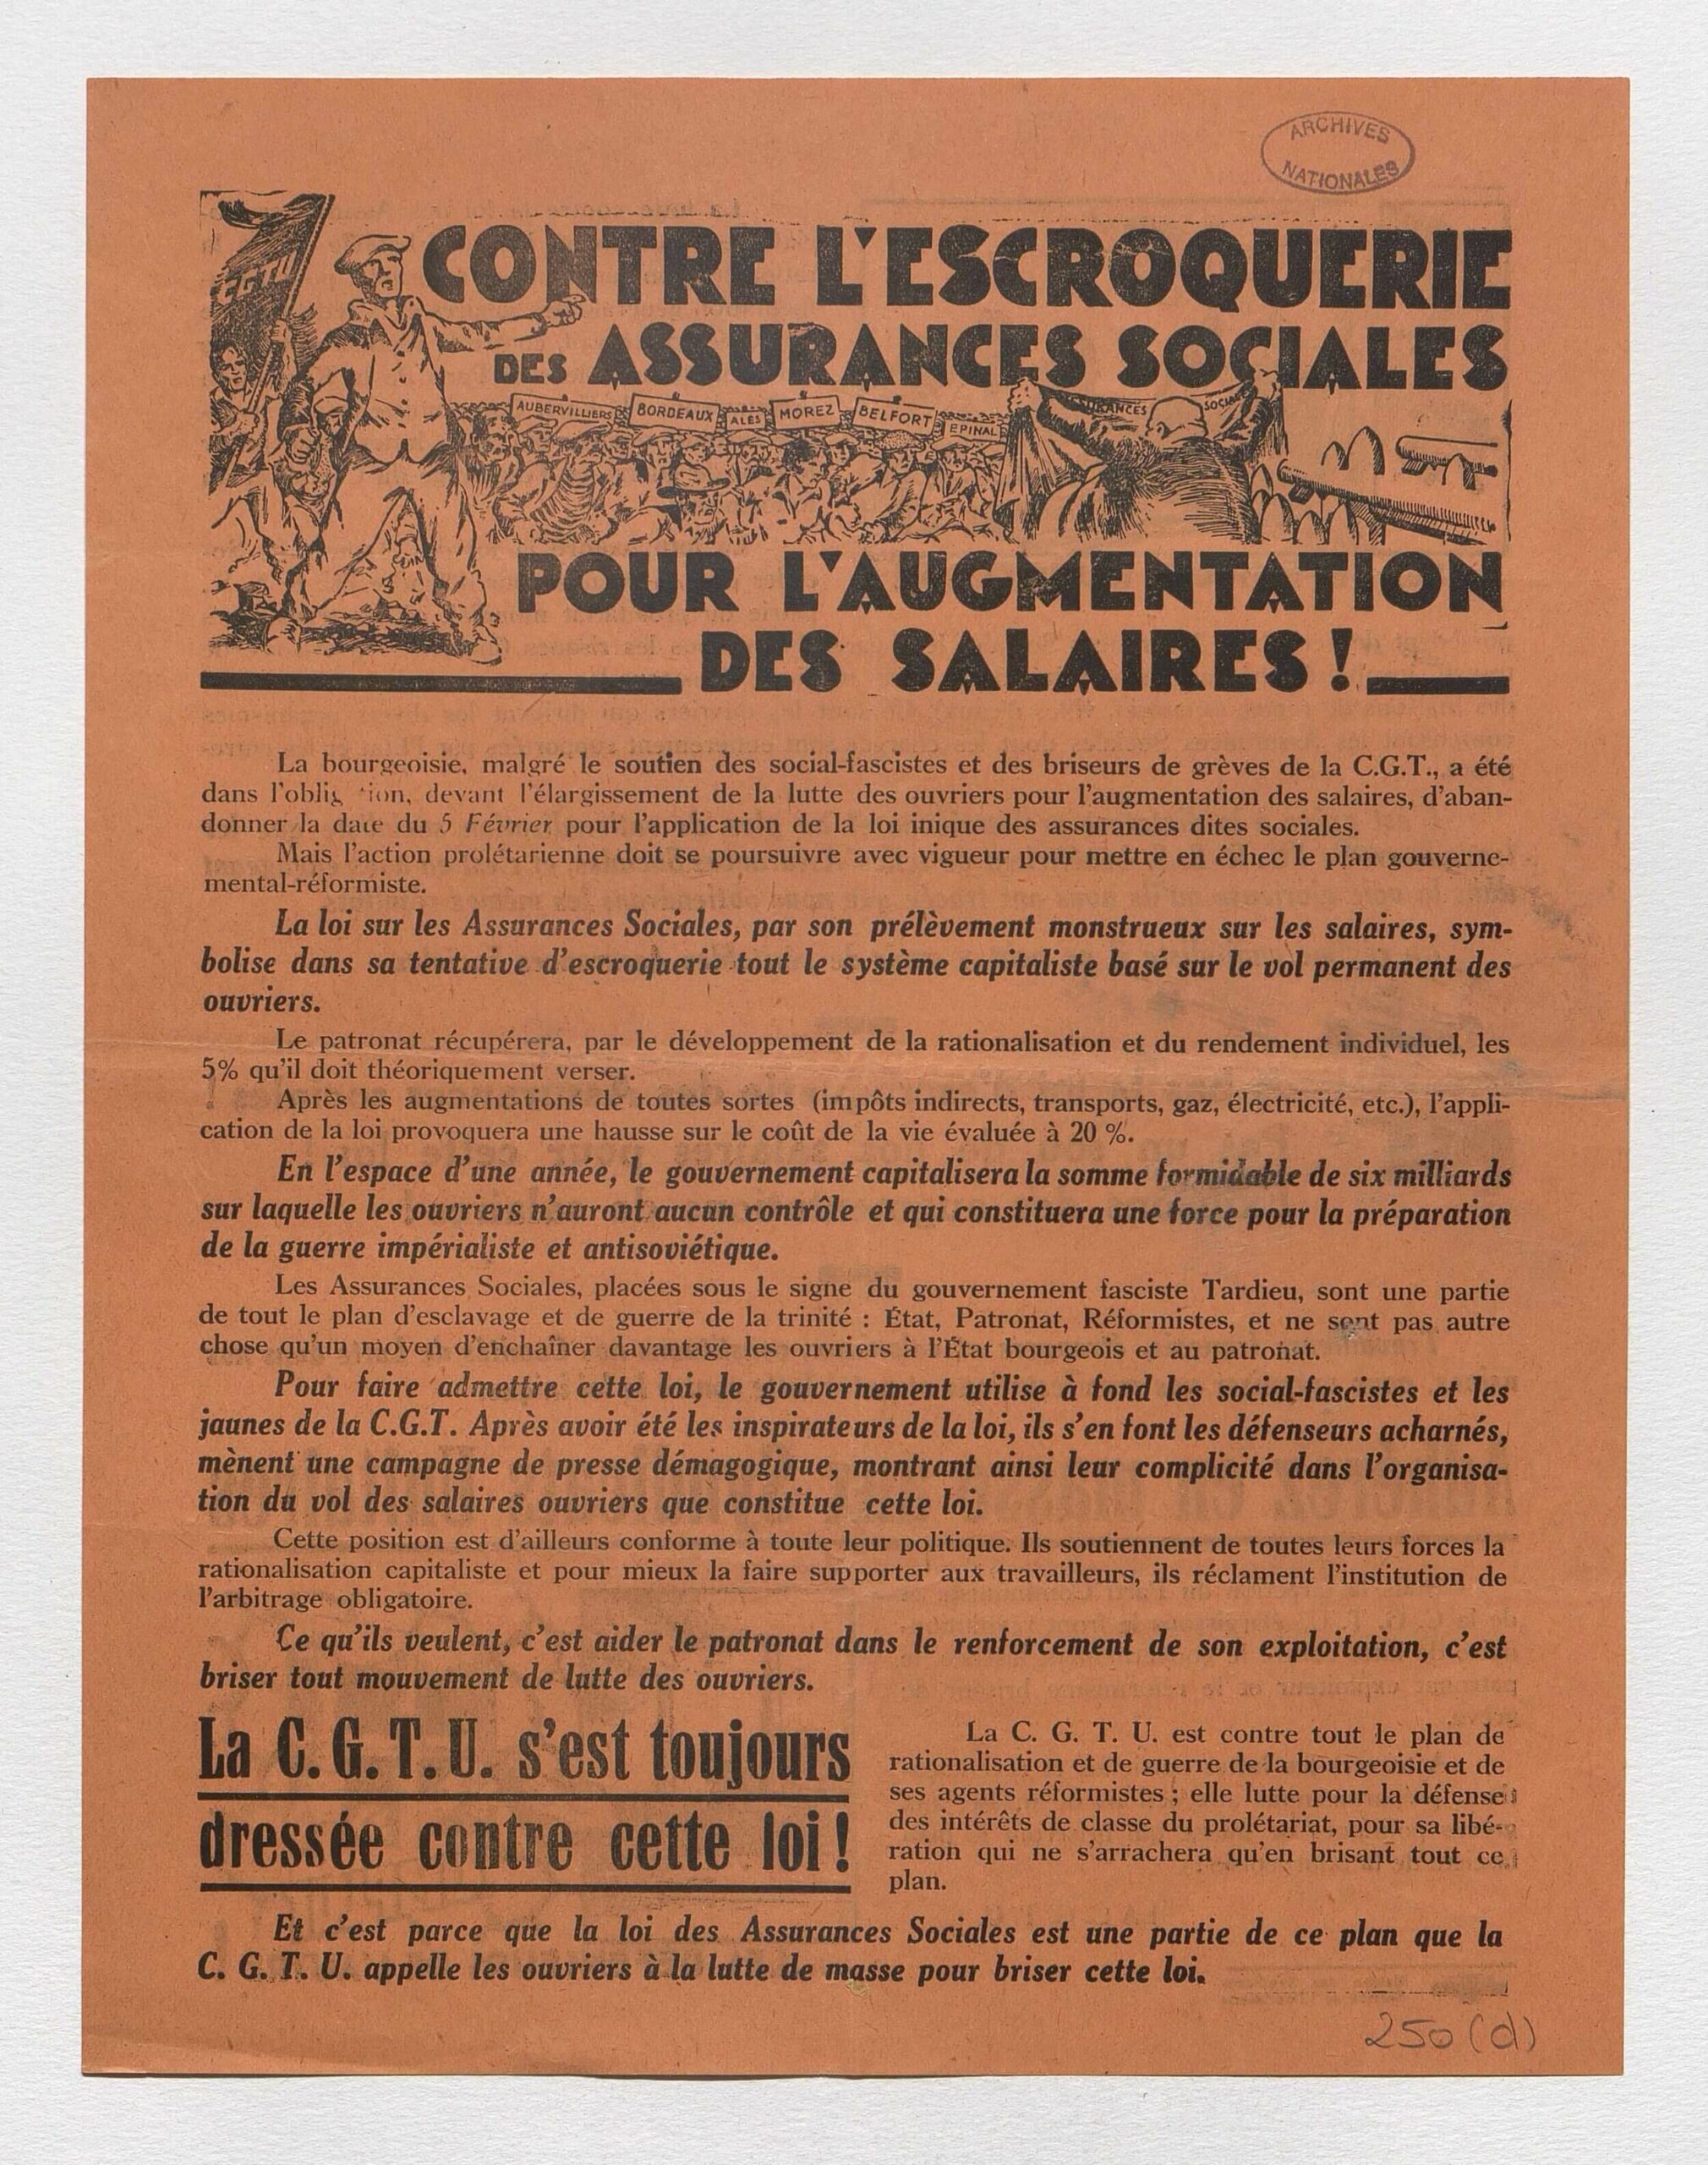 ARCHIVES
NATIONALES
CGTU
CONTRE L'ESCROQUERIE
DES ASSURANCES SOCIALES
AUBERVILLIERS
BORDEAUX
ALES
MOREZ
BELFORT
EPINAL
SOCIALES
POUR L'AUGMENTATION
DES SALAIRES !
La bourgeoisie, malgré le soutien des social-fascistes et des briseurs de grèves de la C.G.T., a été
dans l'oblig tion, devant l'élargissement de la lutte des ouvriers pour l'augmentation des salaires, d'aban-
donner la date du 5 Février pour l'application de la loi inique des assurances dites sociales.
Mais l'action prolétarienne doit se poursuivre avec vigueur pour mettre en échec le plan gouverne-
mental-réformiste.
La loi sur les Assurances Sociales, par son prélèvement monstrueux sur les salaires, sym-
bolise dans sa tentative d'escroquerie tout le système capitaliste basé sur le vol permanent des
ouvriers.
Le patronat récupérera, par le développement de la rationalisation et du rendement individuel, les
5% qu'il doit théoriquement verser.
Après les augmentations de toutes sortes (impôts indirects, transports, gaz, électricité, etc.), l'appli-
cation de la loi provoquera une hausse sur le coût de la vie évaluée à 20 %.
En l'espace d'une année, le gouvernement capitalisera la somme formidable de six milliards
sur laquelle les ouvriers n'auront aucun contrôle et qui constituera une force pour la préparation
de la guerre impérialiste et antisoviétique.
Les Assurances Sociales, placées sous le signe du gouvernement fasciste Tardieu, sont une partie
de tout le plan d'esclavage et de guerre de la trinité : État, Patronat, Réformistes, et ne sont pas autre
chose qu'un moyen d'enchaîner davantage les ouvriers à l'État bourgeois et au patronat.
Pour faire admettre cette loi, le gouvernement utilise à fond les social-fascistes et les
jaunes de la C.G.T. Après avoir été les inspirateurs de la loi, ils s'en font les défenseurs acharnés,
mènent une campagne de presse démagogique, montrant ainsi leur complicité dans l'organisa-
tion du vol des salaires ouvriers que constitue cette loi.
Cette position est d'ailleurs conforme à toute leur politique. Ils soutiennent de toutes leurs forces la
rationalisation capitaliste et pour mieux la faire supporter aux travailleurs, ils réclament l'institution de
l'arbitrage obligatoire.
Ce qu'ils veulent, c'est aider le patronat dans le renforcement de son exploitation, c'est
briser tout mouvement de lutte des ouvriers.
La C.G.T.U. s'est toujours
dressée contre cette loi !
La C. G. T. U. est contre tout le plan de
rationalisation et de guerre de la bourgeoisie et de
ses agents réformistes ; elle lutte pour la défense
des intérêts de classe du prolétariat, pour sa libé-
ration qui ne s'arrachera qu'en brisant tout ce
plan.
Et c'est parce que la loi des Assurances Sociales est une partie de ce plan que la
C. G. T. U. appelle les ouvriers à la lutte de masse pour briser cette loi.
250 (d)